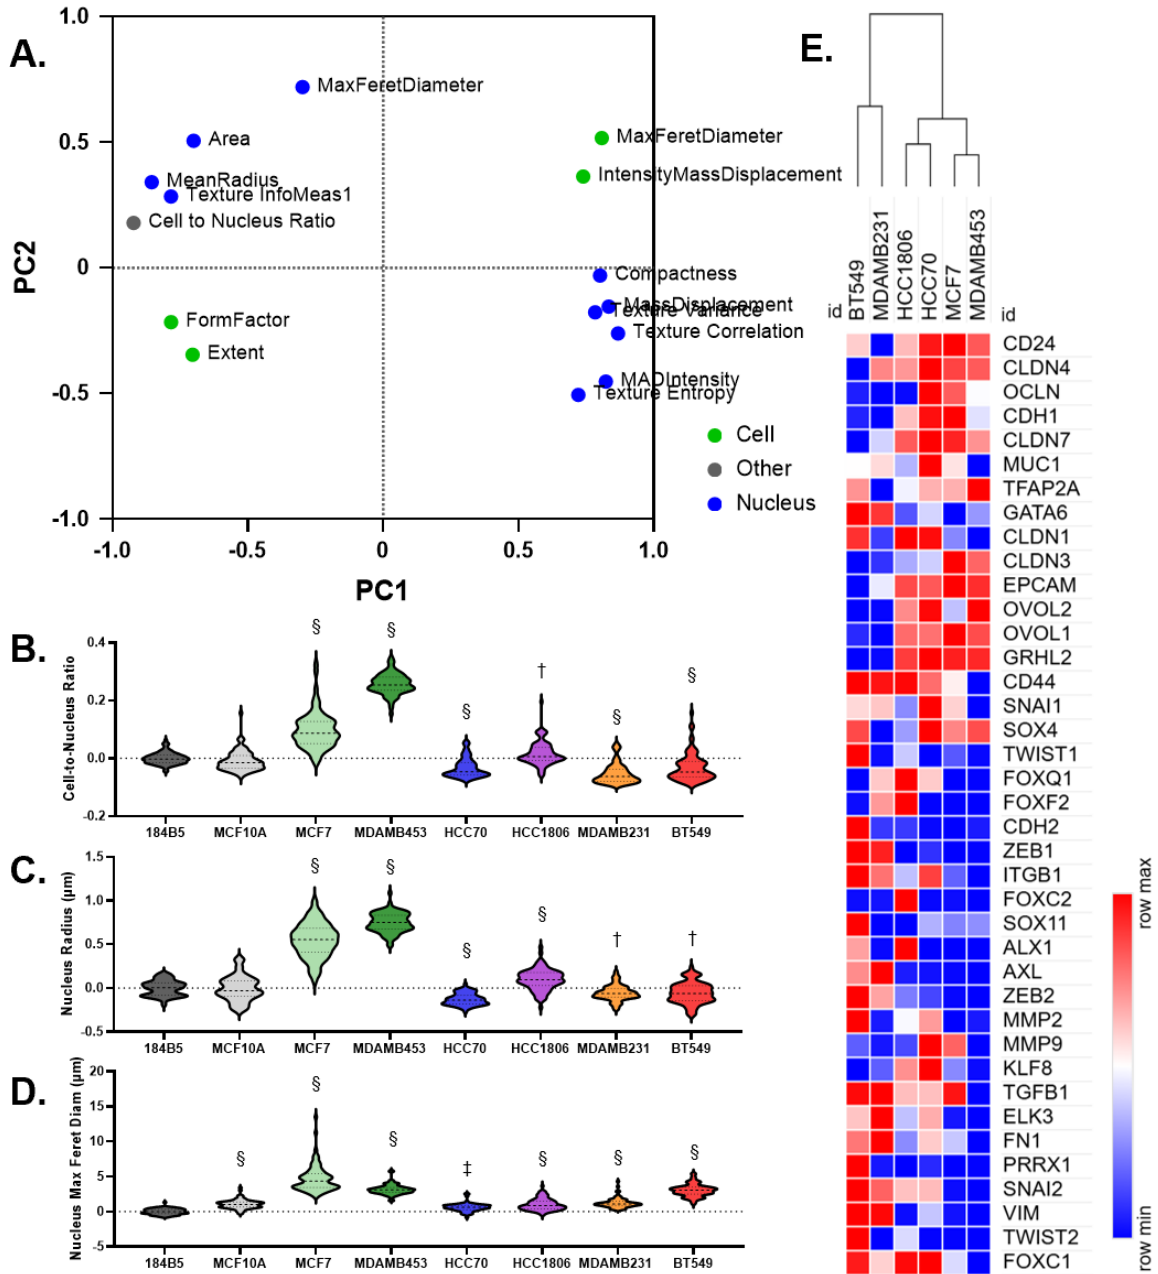 A.
1.0
0.5
0
-0.5
-1.0
PC2
-1.0
-0.5
0
0.5
1.0
PC1
MaxFeretDiameter
Area
MeanRadius
Texture InfoMeas1
Cell to Nucleus Ratio
FormFactor
Extent
MaxFeretDiameter
IntensityMassDisplacement
Compactness
MassDisplacement
Texture Variance
Texture Correlation
MADIntensity
Texture Entropy
Cell
Other
Nucleus
B.
Cell-to-Nucleus Ratio
0.4
0.2
0.0
-0.2
§
§
§
†
§
§
184B5 MCF10A MCF7 MDAMB453 HCC70 HCC1806 MDAMB231 BT549
C.
Nucleus Radius (µm)
1.5
1.0
0.5
0.0
-0.5
§
§
§
§
†
†
184B5 MCF10A MCF7 MDAMB453 HCC70 HCC1806 MDAMB231 BT549
D.
Nucleus Max Feret Diam (µm)
20
15
10
5
0
-5
§
§
§
‡
§
§
§
184B5 MCF10A MCF7 MDAMB453 HCC70 HCC1806 MDAMB231 BT549
E.
id
BT549
MDAMB231
HCC1806
HCC70
MCF7
MDAMB453
id
CD24
CLDN4
OCLN
CDH1
CLDN7
MUC1
TFAP2A
GATA6
CLDN1
CLDN3
EPCAM
OVOL2
OVOL1
GRHL2
CD44
SNAI1
SOX4
TWIST1
FOXQ1
FOXF2
CDH2
ZEB1
ITGB1
FOXC2
SOX11
ALX1
AXL
ZEB2
MMP2
MMP9
KLF8
TGFB1
ELK3
FN1
PRRX1
SNAI2
VIM
TWIST2
FOXC1
row max
row min